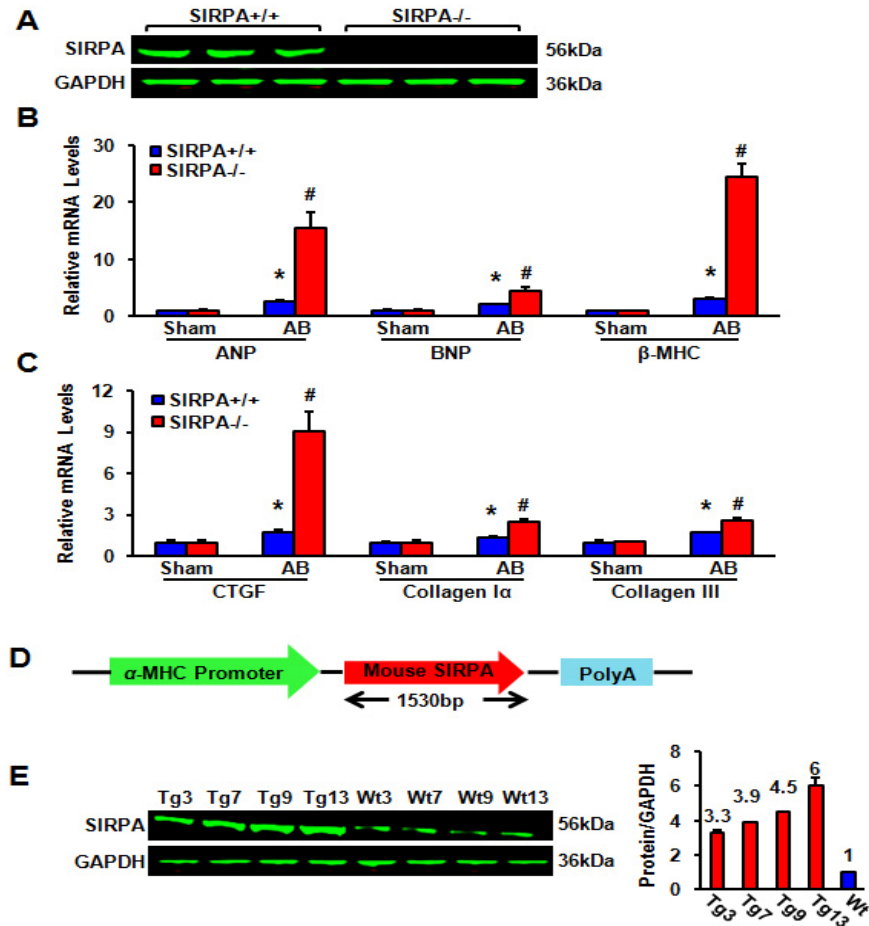 A
SIRPA+/+ SIRPA-/-
SIRPA 56kDa
GAPDH 36kDa
B
Relative mRNA Levels
30
20
10
0
SIRPA+/+
SIRPA-/-
* # * # * #
Sham AB Sham AB Sham AB
ANP BNP β-MHC
C
Relative mRNA Levels
12
9
6
3
0
SIRPA+/+
SIRPA-/-
* # * # * #
Sham AB Sham AB Sham AB
CTGF Collagen Iα Collagen III
D
α-MHC Promoter Mouse SIRPA PolyA
1530bp
E
Tg3 Tg7 Tg9 Tg13 Wt3 Wt7 Wt9 Wt13
SIRPA 56kDa
GAPDH 36kDa
Protein/GAPDH
8
6
4
2
0
3.3 3.9 4.5 6 1
Tg3 Tg7 Tg9 Tg13 Wt